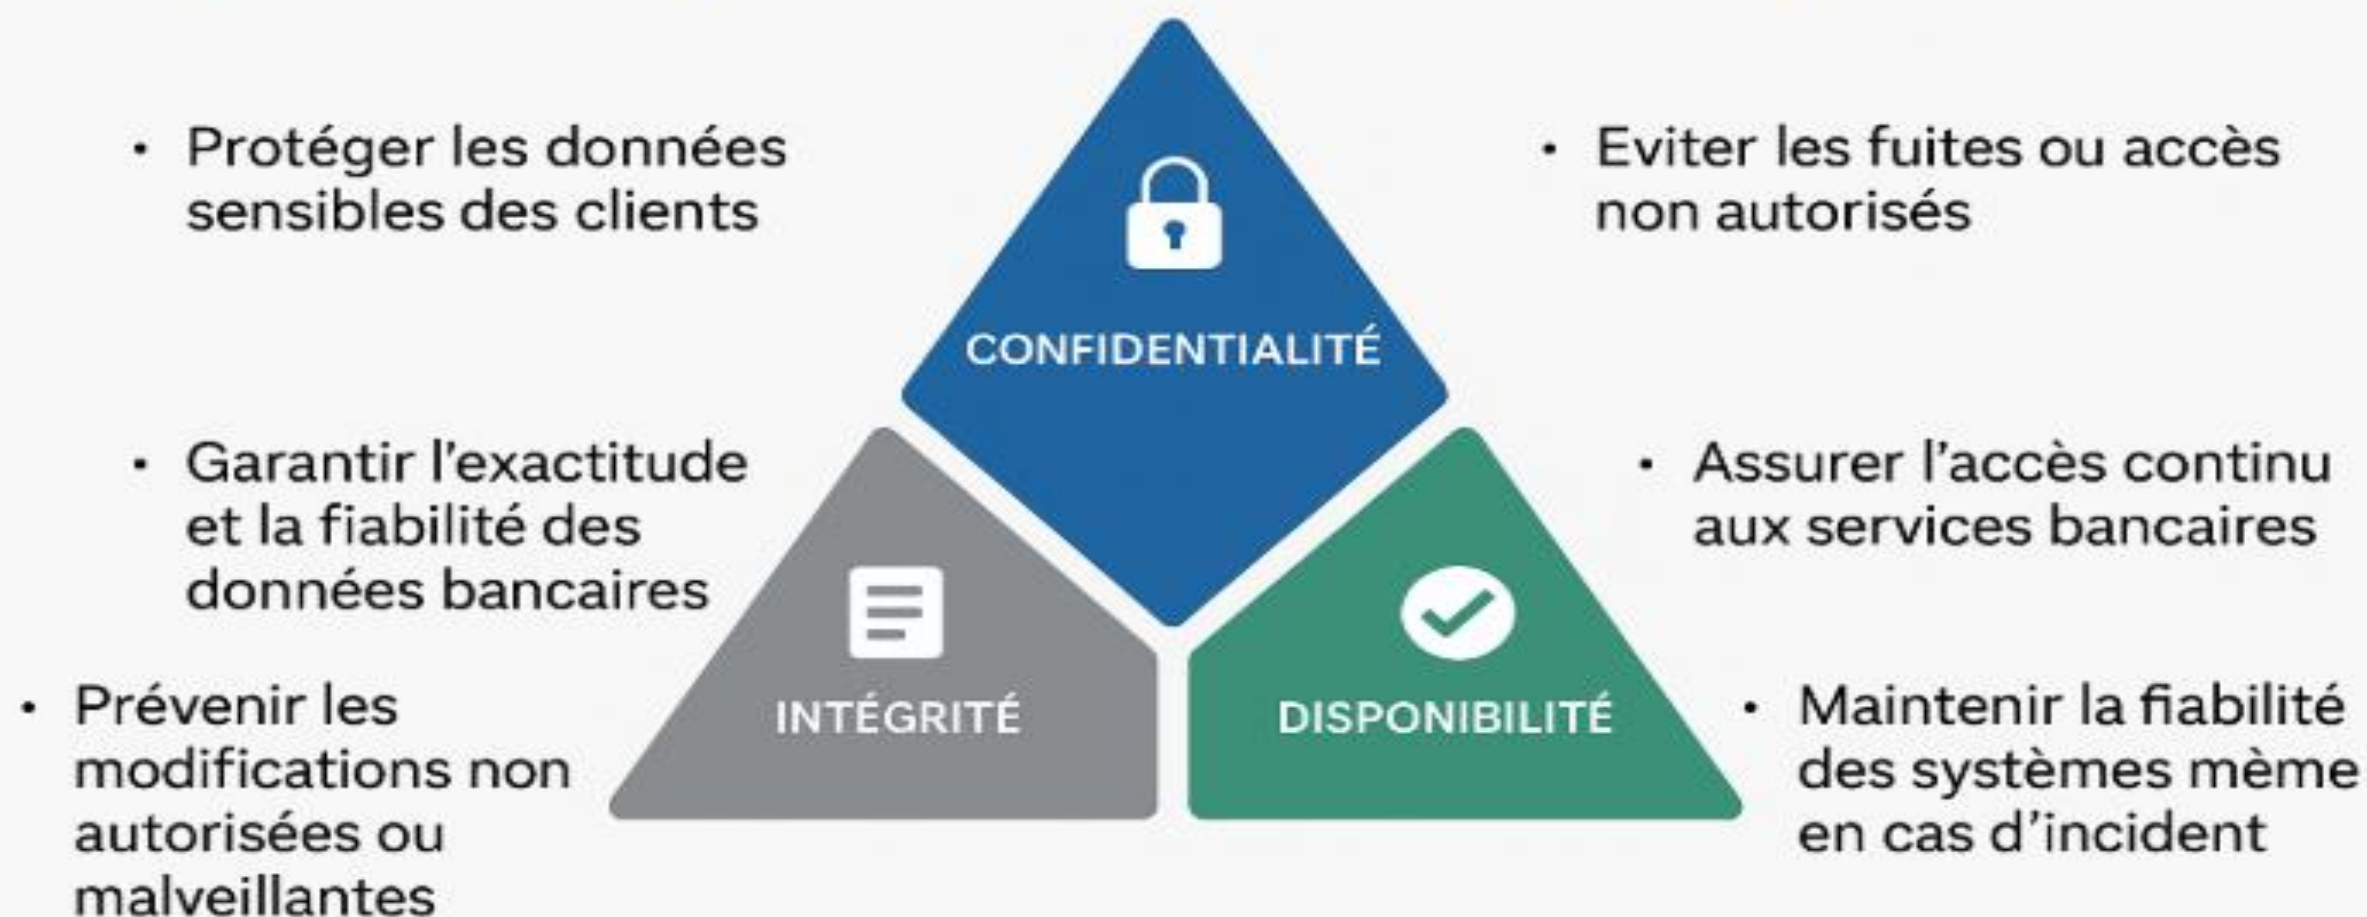 • Protéger les données
sensibles des clients
• Eviter les fuites ou accès
non autorisés
CONFIDENTIALITÉ
• Garantir l'exactitude
et la fiabilité des
données bancaires
• Assurer l'accès continu
aux services bancaires
• Prévenir les
modifications non
autorisées ou
malveillantes
INTÉGRITÉ
DISPONIBILITÉ
• Maintenir la fiabilité
des systèmes mème
en cas d'incident